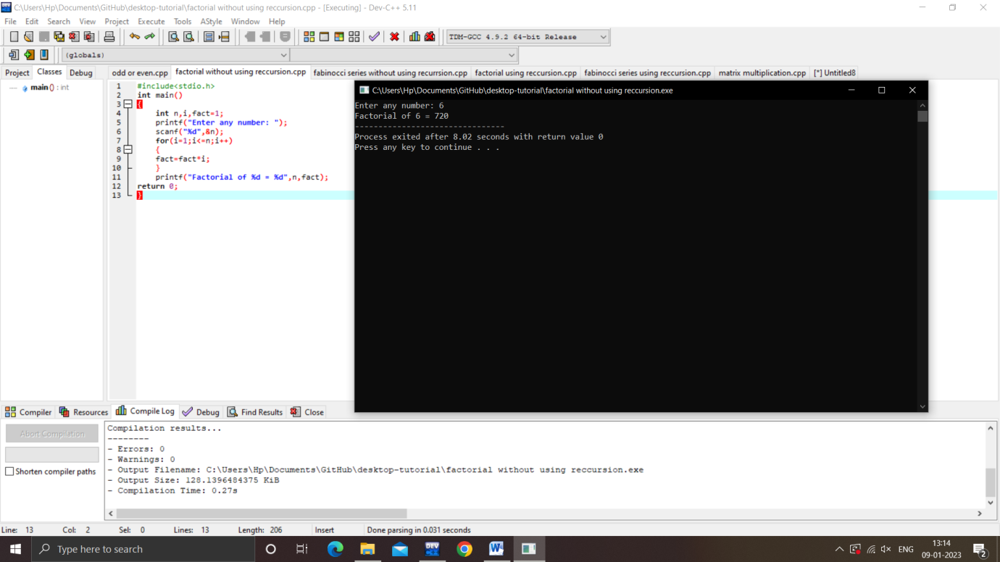 C:\Users\Hp\Documents\GitHub\desktop-tutorial\factorial without using reccursion.cpp - [Executing] - Dev-C++ 5.11
File Edit Search View Project Execute Tools AStyle Window Help
TDM-GCC 4.9.2 64-bit Release
(globals)
Project Classes Debug
odd or even.cpp factorial without using reccursion.cpp fabinocci series without using recurrsion.cpp factorial using reccursion.cpp fabinocci series using reccursion.cpp matrix multiplication.cpp [*] Untitled8
main() : int
1 #include<stdio.h>
2 int main()
3 {
4 int n,i,fact=1;
5 printf("Enter any number: ");
6 scanf("%d",&n);
7 for(i=1;i<=n;i++)
8 {
9 fact=fact*i;
10 }
11 printf("Factorial of %d = %d",n,fact);
12 return 0;
13 }
C:\Users\Hp\Documents\GitHub\desktop-tutorial\factorial without using reccursion.exe
Enter any number: 6
Factorial of 6 = 720
--------------------------------
Process exited after 8.02 seconds with return value 0
Press any key to continue . . .
Compiler Resources Compile Log Debug Find Results Close
Abort Compilation
Shorten compiler paths
Compilation results...
--------
- Errors: 0
- Warnings: 0
- Output Filename: C:\Users\Hp\Documents\GitHub\desktop-tutorial\factorial without using reccursion.exe
- Output Size: 128.1396484375 KiB
- Compilation Time: 0.27s
Line: 13 Col: 2 Sel: 0 Lines: 13 Length: 206 Insert Done parsing in 0.031 seconds
Type here to search
DEV
ENG
13:14
09-01-2023
2